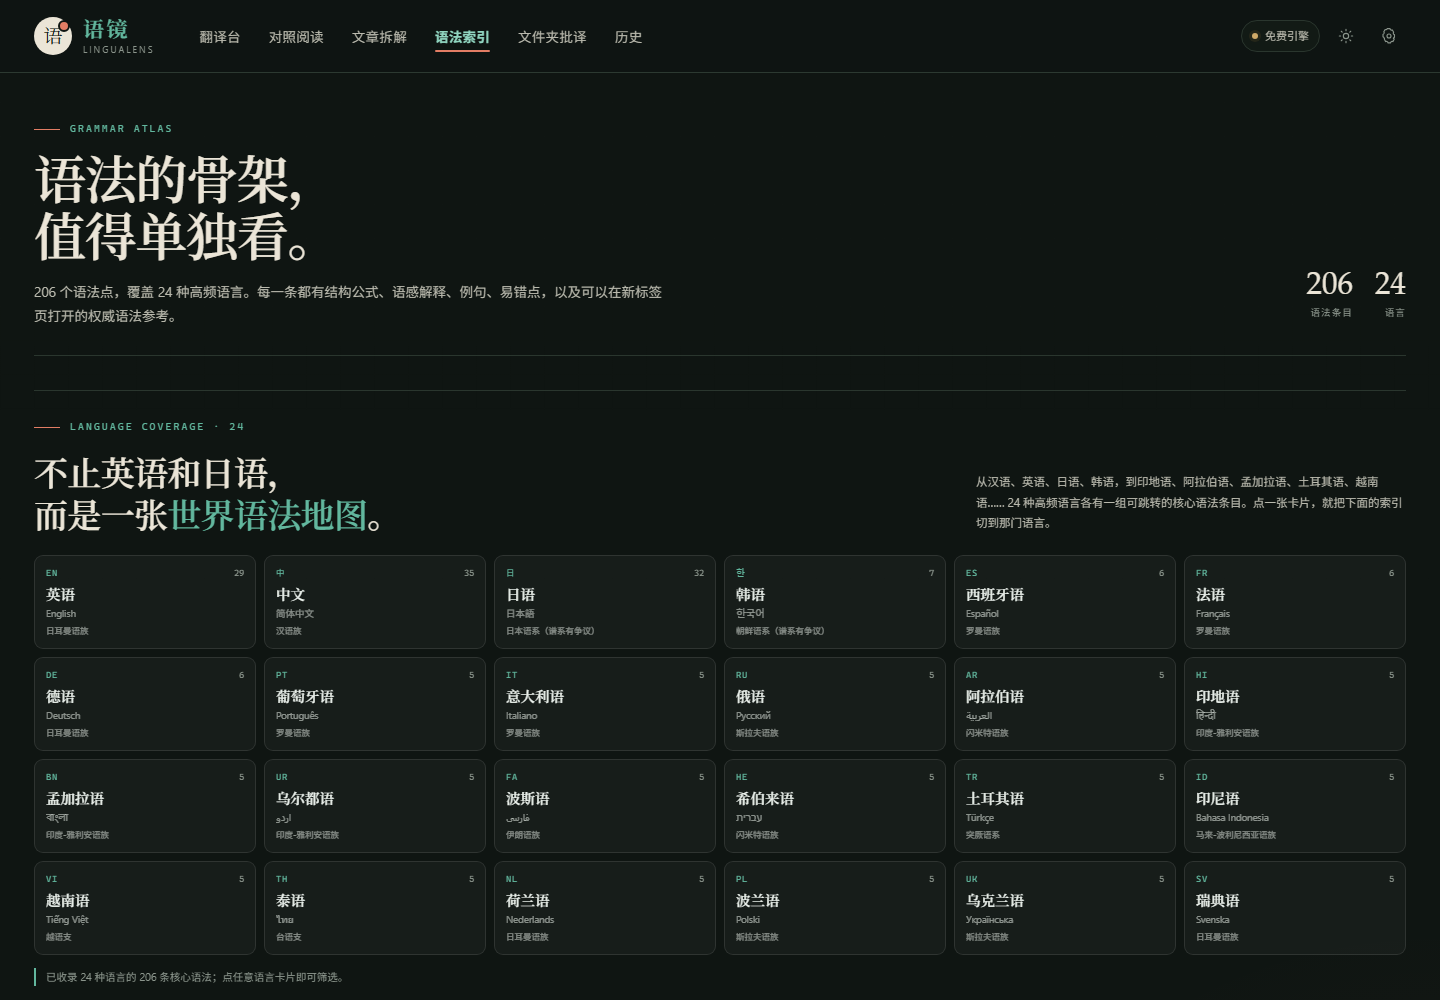 语
语镜
LINGUALENS
翻译台
对照阅读
文章拆解
语法索引
文件夹批译
历史
免费引擎
GRAMMAR ATLAS
语法的骨架,
值得单独看。
206 个语法点，覆盖 24 种高频语言。每一条都有结构公式、语感解释、例句、易错点，以及可以在新标签
页打开的权威语法参考。
206
24
语法条目
语言
LANGUAGE COVERAGE · 24
不止英语和日语,
而是一张世界语法地图。
从汉语、英语、日语、韩语，到印地语、阿拉伯语、孟加拉语、土耳其语、越南
语…… 24 种高频语言各有一组可跳转的核心语法条目。点一张卡片，就把下面的索引
切到那门语言。
EN 29
英语
English
日耳曼语族
中 35
中文
简体中文
汉语族
日 32
日语
日本語
日本语系（谱系有争议）
한 7
韩语
한국어
朝鲜语系（谱系有争议）
ES 6
西班牙语
Español
罗曼语族
FR 6
法语
Français
罗曼语族
DE 6
德语
Deutsch
日耳曼语族
PT 5
葡萄牙语
Português
罗曼语族
IT 5
意大利语
Italiano
罗曼语族
RU 5
俄语
Русский
斯拉夫语族
AR 5
阿拉伯语
العربية
闪米特语族
HI 5
印地语
हिन्दी
印度-雅利安语族
BN 5
孟加拉语
বাংলা
印度-雅利安语族
UR 5
乌尔都语
اردو
印度-雅利安语族
FA 5
波斯语
فارسی
伊朗语族
HE 5
希伯来语
עברית
闪米特语族
TR 5
土耳其语
Türkçe
突厥语系
ID 5
印尼语
Bahasa Indonesia
马来-波利尼西亚语族
VI 5
越南语
Tiếng Việt
越语支
TH 5
泰语
ไทย
台语支
NL 5
荷兰语
Nederlands
日耳曼语族
PL 5
波兰语
Polski
斯拉夫语族
UK 5
乌克兰语
Українська
斯拉夫语族
SV 5
瑞典语
Svenska
日耳曼语族
已收录 24 种语言的 206 条核心语法；点任意语言卡片即可筛选。